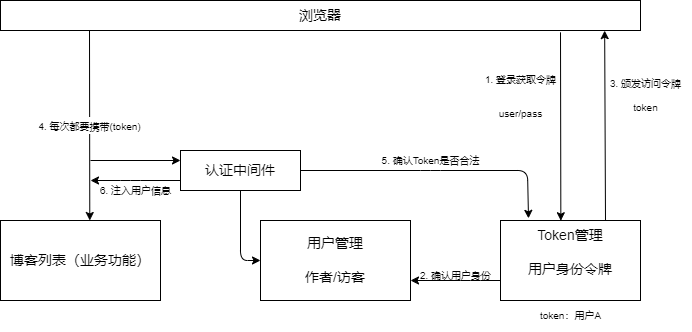 浏览器
1. 登录获取令牌
user/pass
3. 颁发访问令牌
token
4. 每次都要携带(token)
认证中间件
5. 确认Token是否合法
6. 注入用户信息
博客列表（业务功能）
用户管理
作者/访客
2. 确认用户身份
Token管理
用户身份令牌
token：用户A